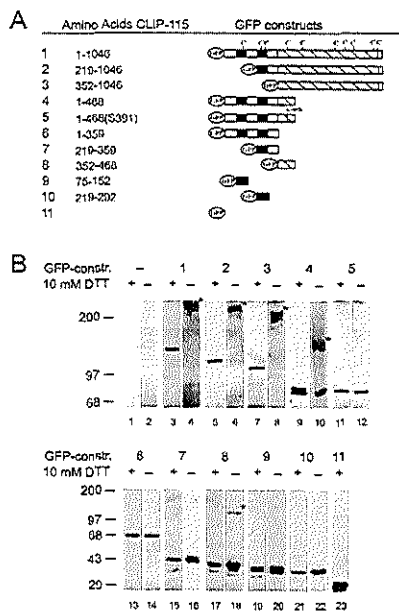 A
Amino Acids CLIP-115 GFP constructs
1 1-1046
2 219-1046
3 352-1046
4 1-468
5 1-468(S391)
6 1-359
7 219-359
8 352-468
9 75-152
10 219-292
11
B
GFP-constr. – 1 2 3 4 5
10 mM DTT + – + – + – + – + – + –
200
97
68
1 2 3 4 5 6 7 8 9 10 11 12
GFP-constr. 6 7 8 9 10 11
10 mM DTT + – + – + – + – + – +
200
97
68
43
29
13 14 15 16 17 18 19 20 21 22 23